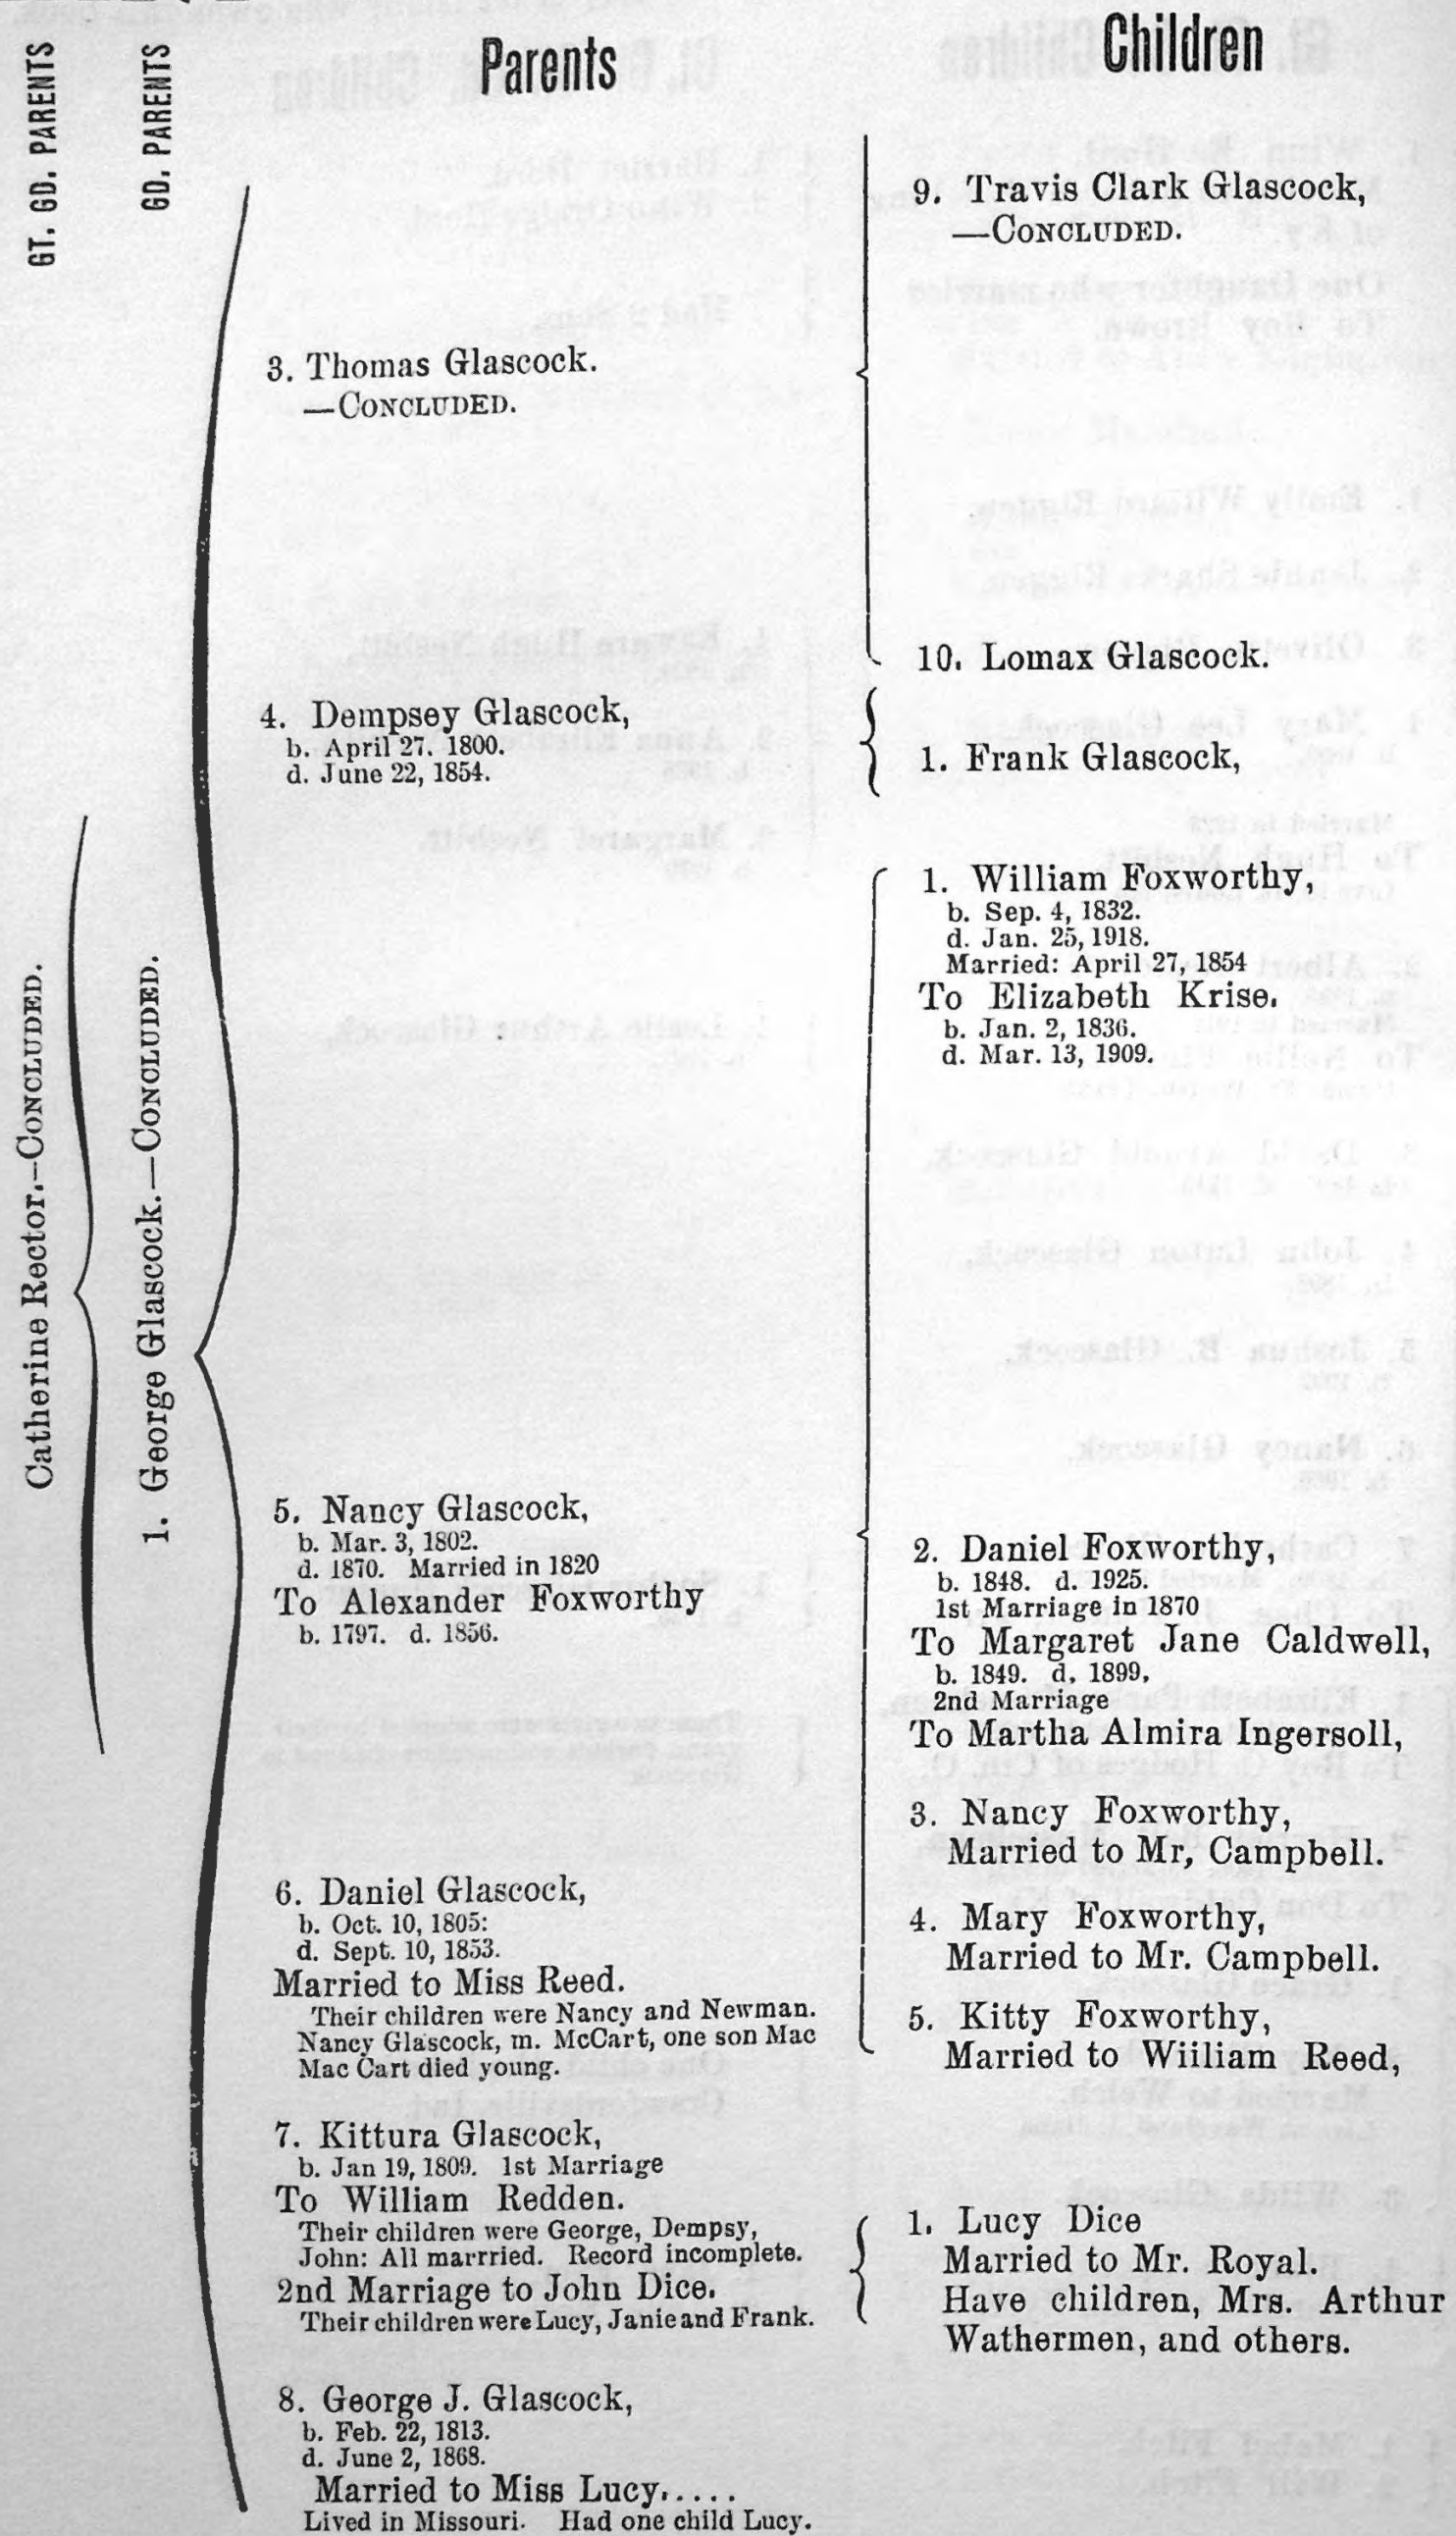 GT. GD. PARENTS
GD. PARENTS
Parents
Children
Catherine Rector.—CONCLUDED.
1. George Glascock.—CONCLUDED.
3. Thomas Glascock.
—CONCLUDED.
9. Travis Clark Glascock,
—CONCLUDED.
10. Lomax Glascock.
4. Dempsey Glascock,
b. April 27. 1800.
d. June 22, 1854.
1. Frank Glascock,
5. Nancy Glascock,
b. Mar. 3, 1802.
d. 1870. Married in 1820
To Alexander Foxworthy
b. 1797. d. 1856.
1. William Foxworthy,
b. Sep. 4, 1832.
d. Jan. 25, 1918.
Married: April 27, 1854
To Elizabeth Krise.
b. Jan. 2, 1836.
d. Mar. 13, 1909.
2. Daniel Foxworthy,
b. 1848. d. 1925.
1st Marriage in 1870
To Margaret Jane Caldwell,
b. 1849. d. 1899,
2nd Marriage
To Martha Almira Ingersoll,
3. Nancy Foxworthy,
Married to Mr, Campbell.
4. Mary Foxworthy,
Married to Mr. Campbell.
5. Kitty Foxworthy,
Married to Wiiliam Reed,
6. Daniel Glascock,
b. Oct. 10, 1805:
d. Sept. 10, 1853.
Married to Miss Reed.
Their children were Nancy and Newman.
Nancy Glascock, m. McCart, one son Mac
Mac Cart died young.
7. Kittura Glascock,
b. Jan 19, 1809. 1st Marriage
To William Redden.
Their children were George, Dempsy,
John: All marrried. Record incomplete.
2nd Marriage to John Dice.
Their children were Lucy, Janie and Frank.
1. Lucy Dice
Married to Mr. Royal.
Have children, Mrs. Arthur
Wathermen, and others.
8. George J. Glascock,
b. Feb. 22, 1813.
d. June 2, 1868.
Married to Miss Lucy.....
Lived in Missouri. Had one child Lucy.